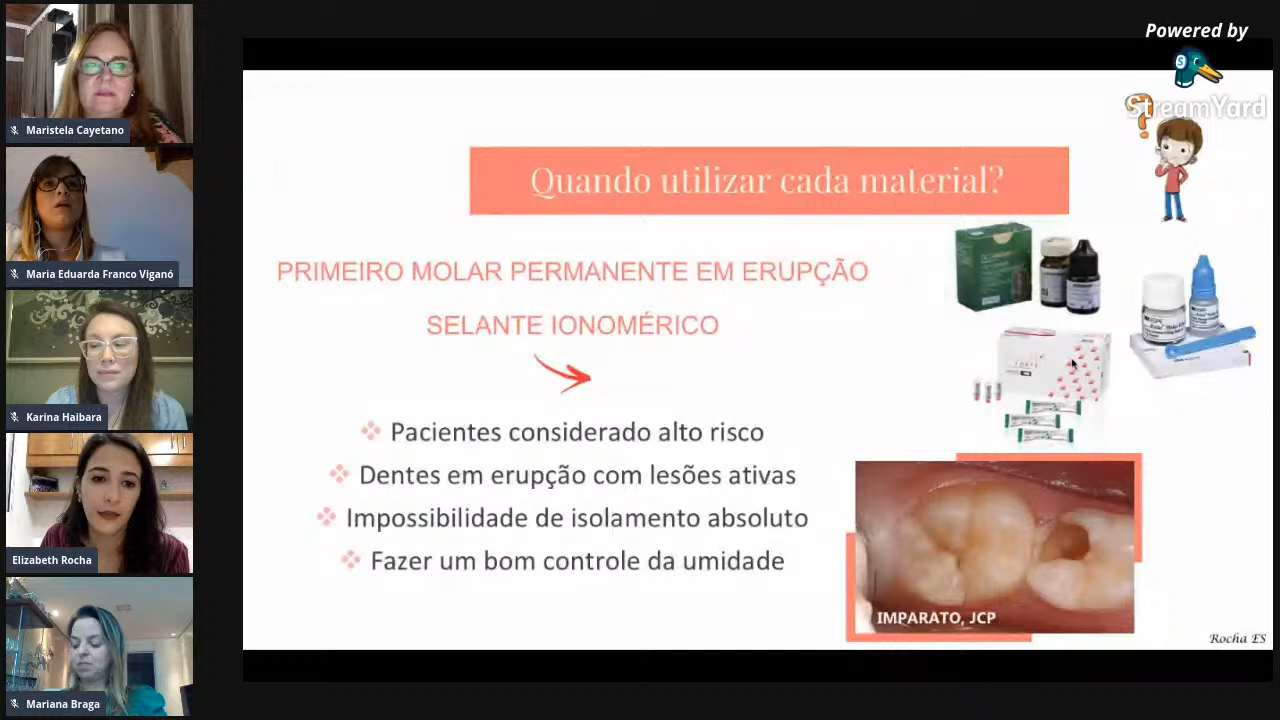 Powered by
StreamYard
Maristela Cayetano
Maria Eduarda Franco Viganó
Karina Haibara
Elizabeth Rocha
Mariana Braga
Quando utilizar cada material?
PRIMEIRO MOLAR PERMANENTE EM ERUPÇÃO
SELANTE IONOMÉRICO
Pacientes considerado alto risco
Dentes em erupção com lesões ativas
Impossibilidade de isolamento absoluto
Fazer um bom controle da umidade
IMPARATO, JCP
Rocha ES